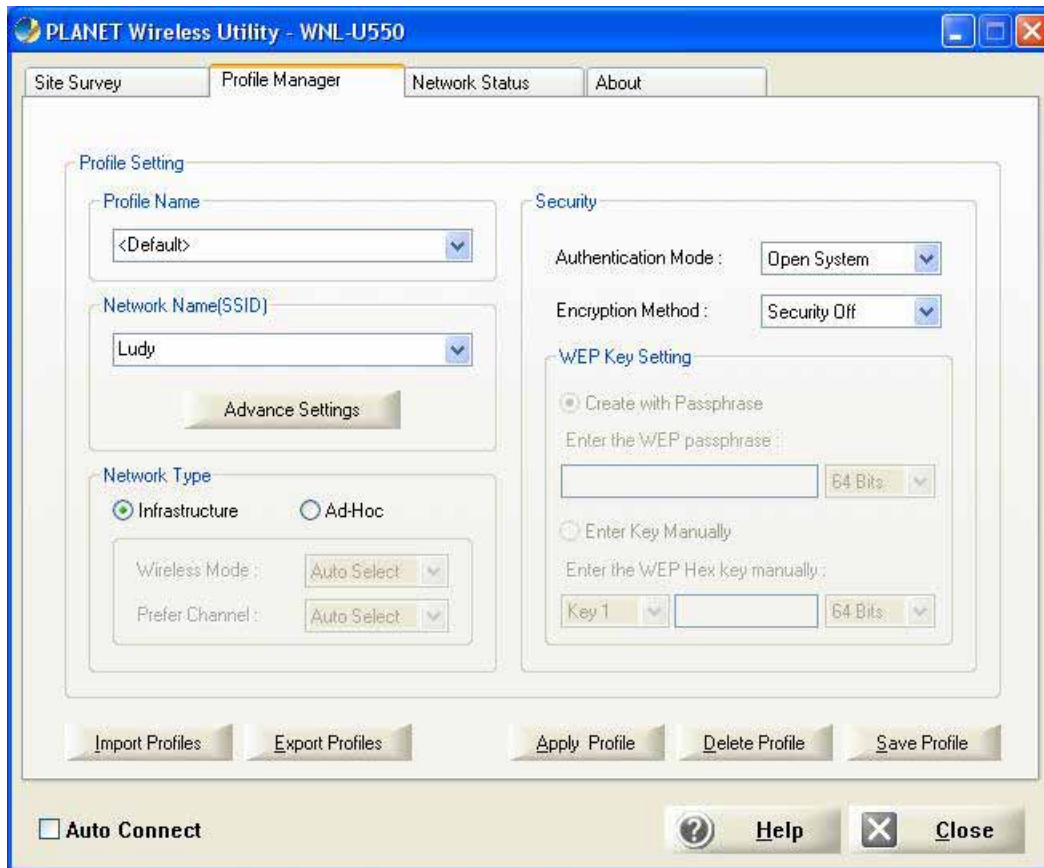 PLANET Wireless Utility - WNL-U550
Site Survey
Profile Manager
Network Status
About
Profile Setting
Profile Name
<Default>
Network Name(SSID)
Ludy
Advance Settings
Network Type
Infrastructure
Ad-Hoc
Wireless Mode :
Auto Select
Prefer Channel :
Auto Select
Security
Authentication Mode :
Open System
Encryption Method :
Security Off
WEP Key Setting
Create with Passphrase
Enter the WEP passphrase :
64 Bits
Enter Key Manually
Enter the WEP Hex key manually :
Key 1
64 Bits
Import Profiles
Export Profiles
Apply Profile
Delete Profile
Save Profile
Auto Connect
Help
Close